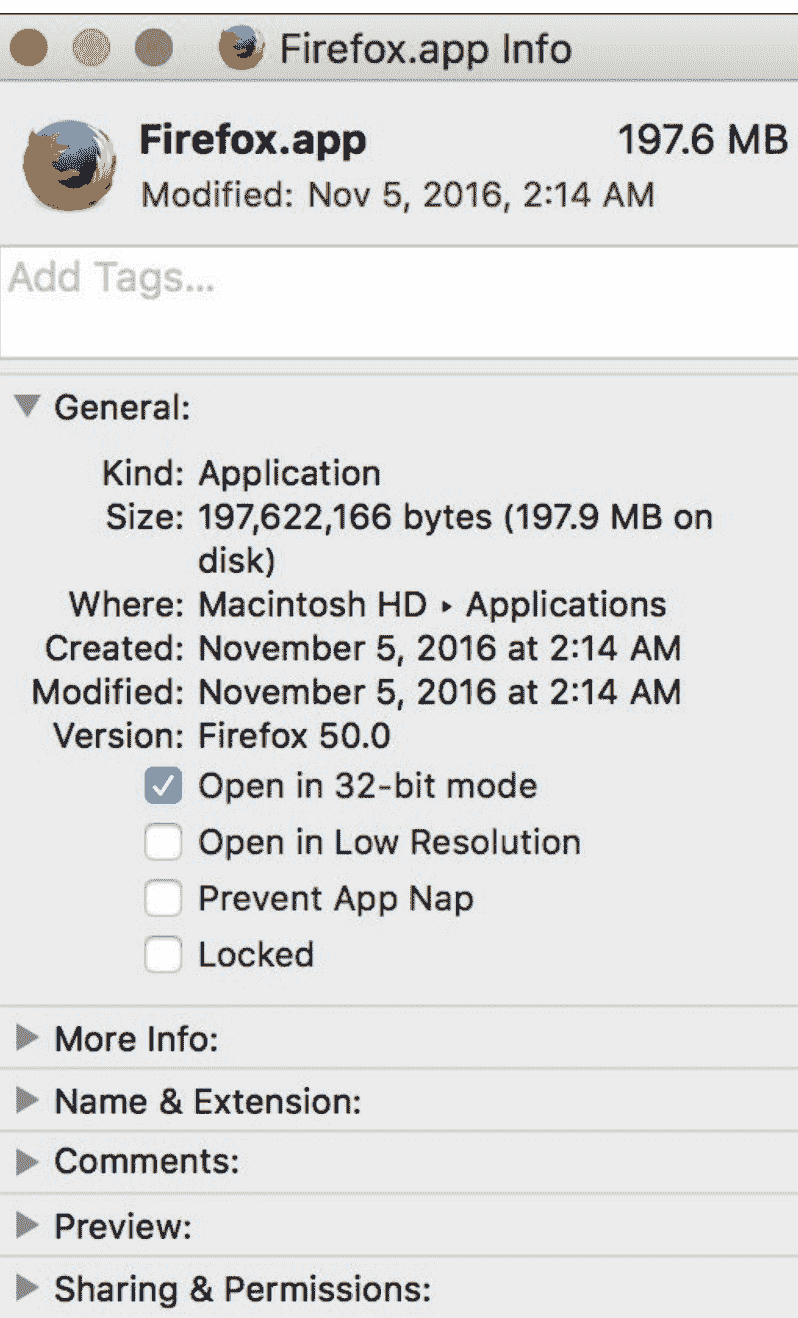 Firefox.app Info
Firefox.app 197.6 MB
Modified: Nov 5, 2016, 2:14 AM
Add Tags...
General:
Kind: Application
Size: 197,622,166 bytes (197.9 MB on
disk)
Where: Macintosh HD ▸ Applications
Created: November 5, 2016 at 2:14 AM
Modified: November 5, 2016 at 2:14 AM
Version: Firefox 50.0
Open in 32-bit mode
Open in Low Resolution
Prevent App Nap
Locked
More Info:
Name & Extension:
Comments:
Preview:
Sharing & Permissions: